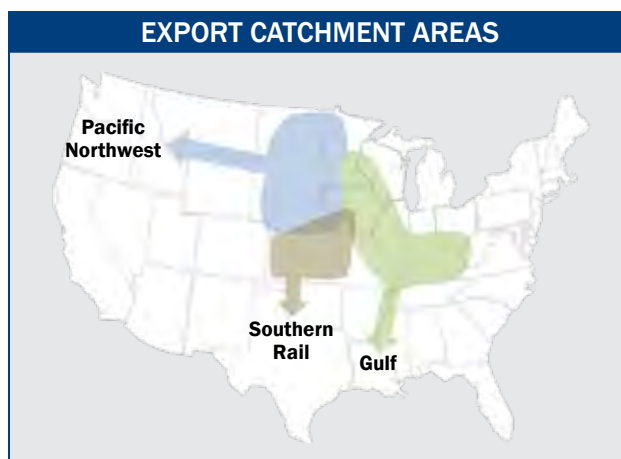 EXPORT CATCHMENT AREAS
Pacific
Northwest
Southern
Rail
Gulf